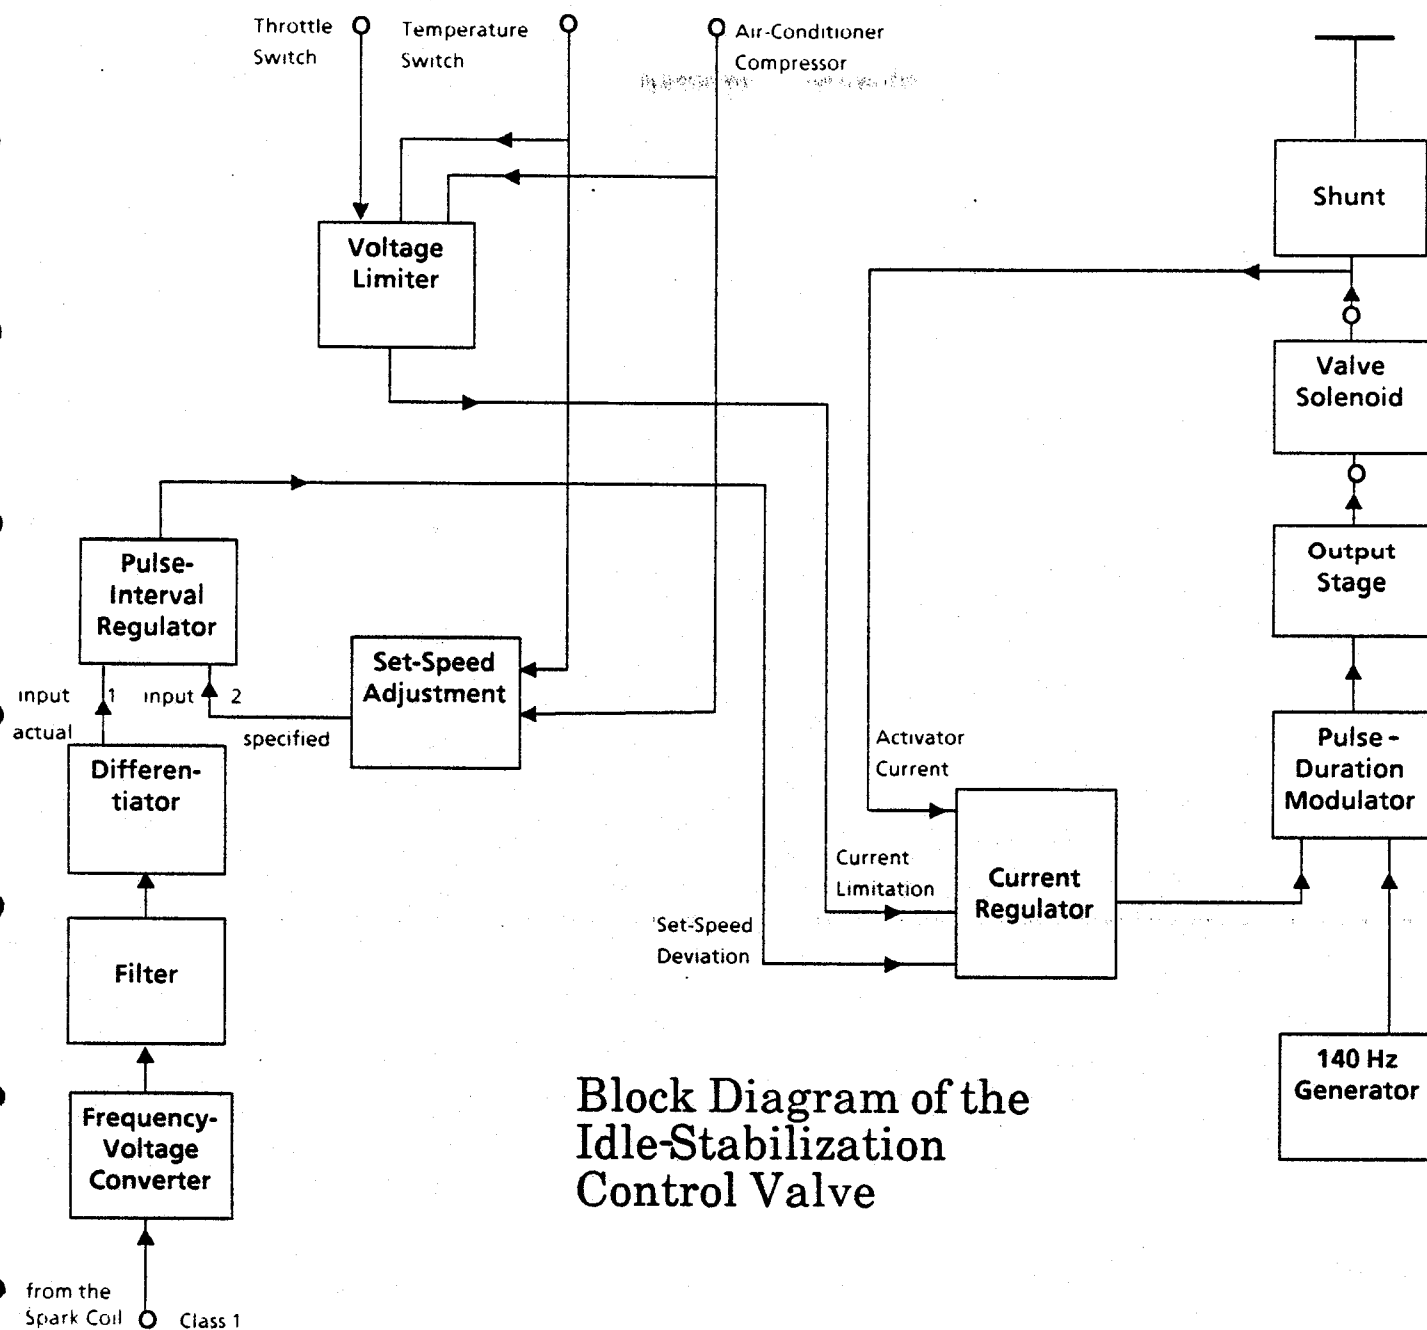 Throttle
Switch
Temperature
Switch
Air-Conditioner
Compressor
Shunt
Voltage
Limiter
Valve
Solenoid
Output
Stage
Pulse-
Interval
Regulator
Set-Speed
Adjustment
input 1 input 2
actual
specified
Pulse-
Duration
Modulator
Differen-
tiator
Activator
Current
Current
Limitation
Current
Regulator
Set-Speed
Deviation
Filter
140 Hz
Generator
Frequency-
Voltage
Converter
Block Diagram of the
Idle-Stabilization
Control Valve
from the
Spark Coil
Class 1